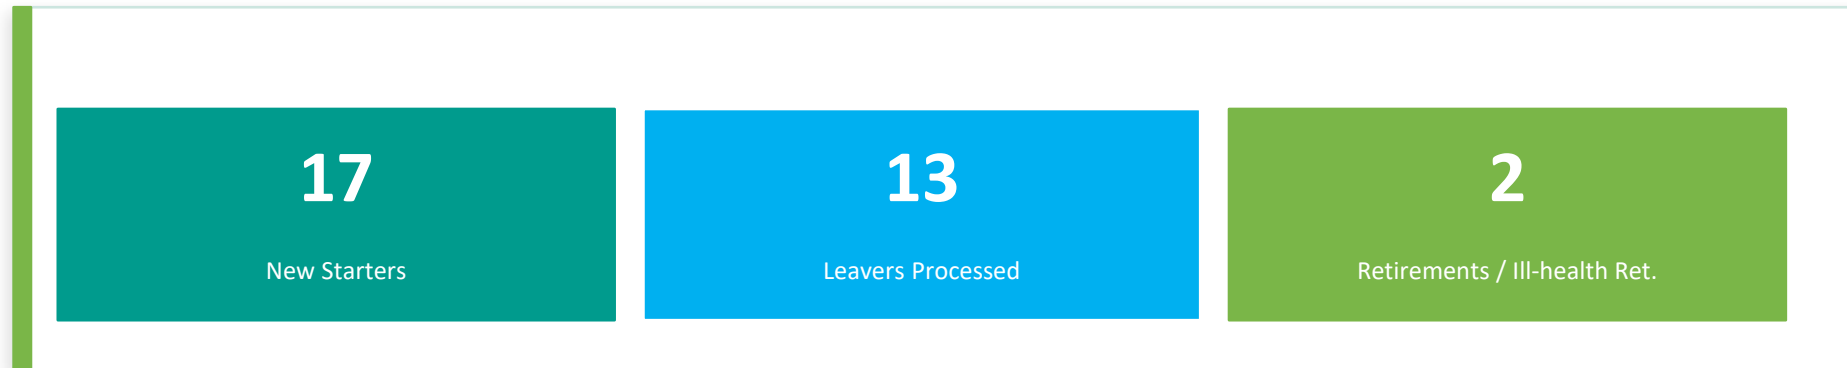 17
New Starters
13
Leavers Processed
2
Retirements / Ill-health Ret.